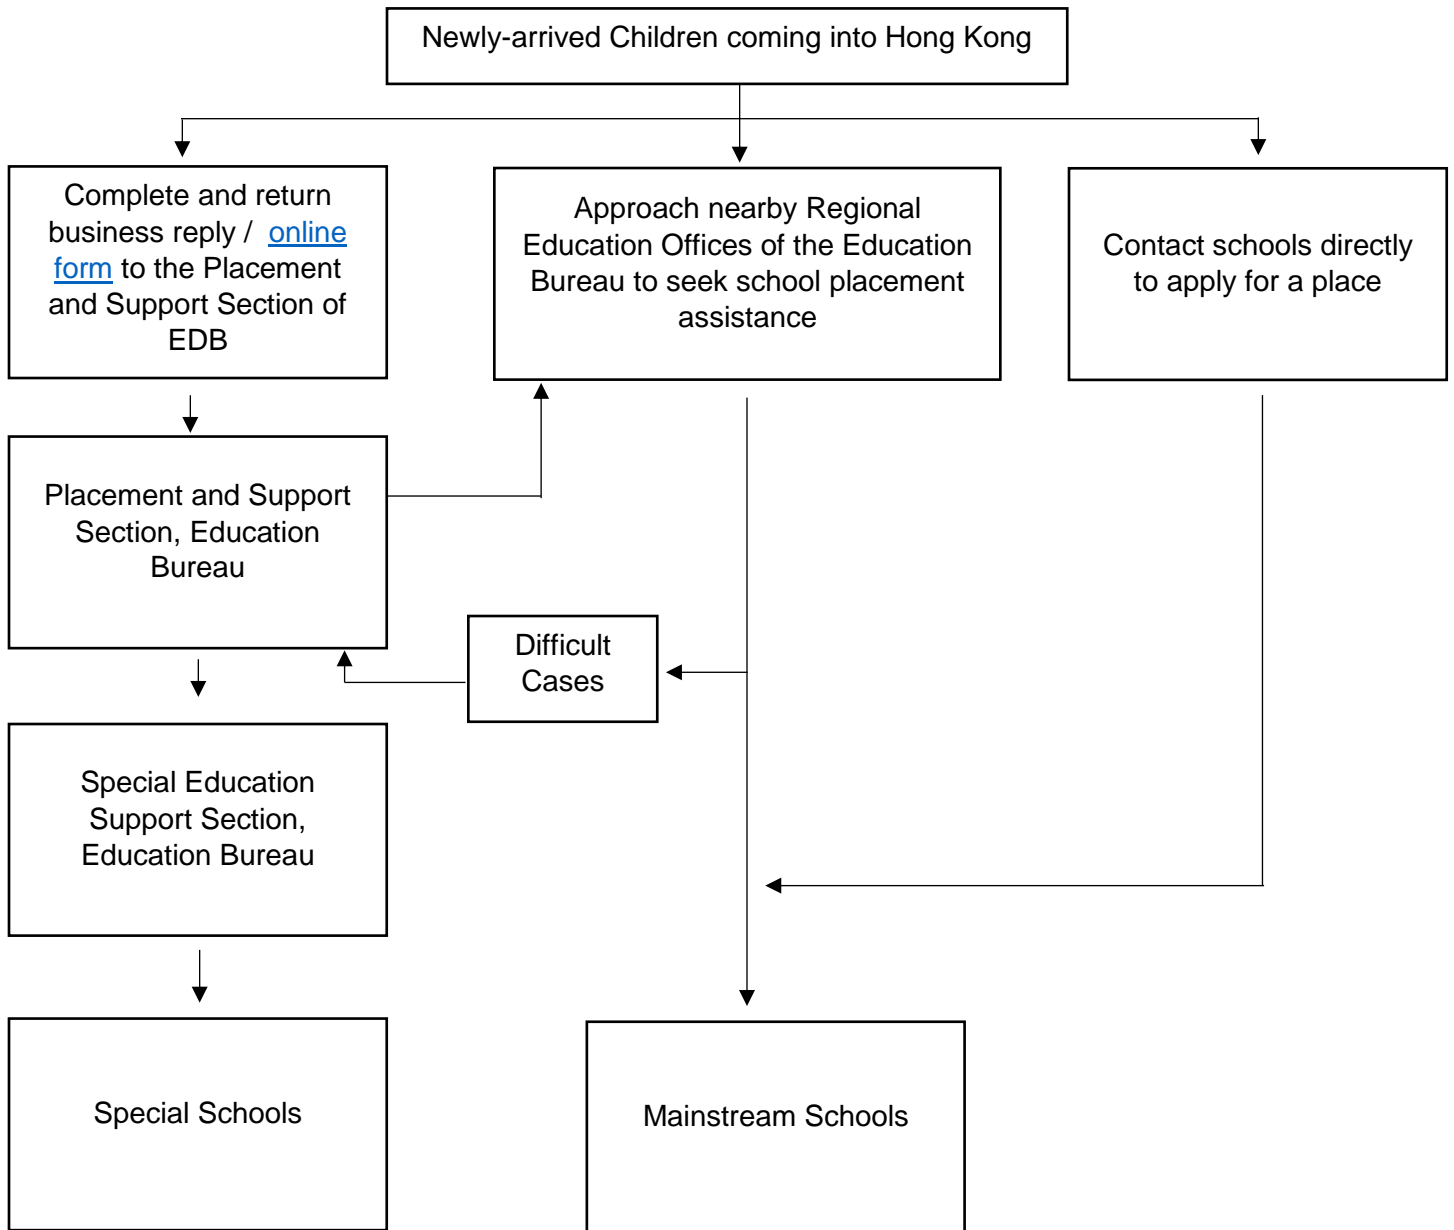 Newly-arrived Children coming into Hong Kong
Complete and return
business reply / online
form to the Placement
and Support Section of
EDB
Approach nearby Regional
Education Offices of the Education
Bureau to seek school placement
assistance
Contact schools directly
to apply for a place
Placement and Support
Section, Education
Bureau
Difficult
Cases
Special Education
Support Section,
Education Bureau
Special Schools
Mainstream Schools